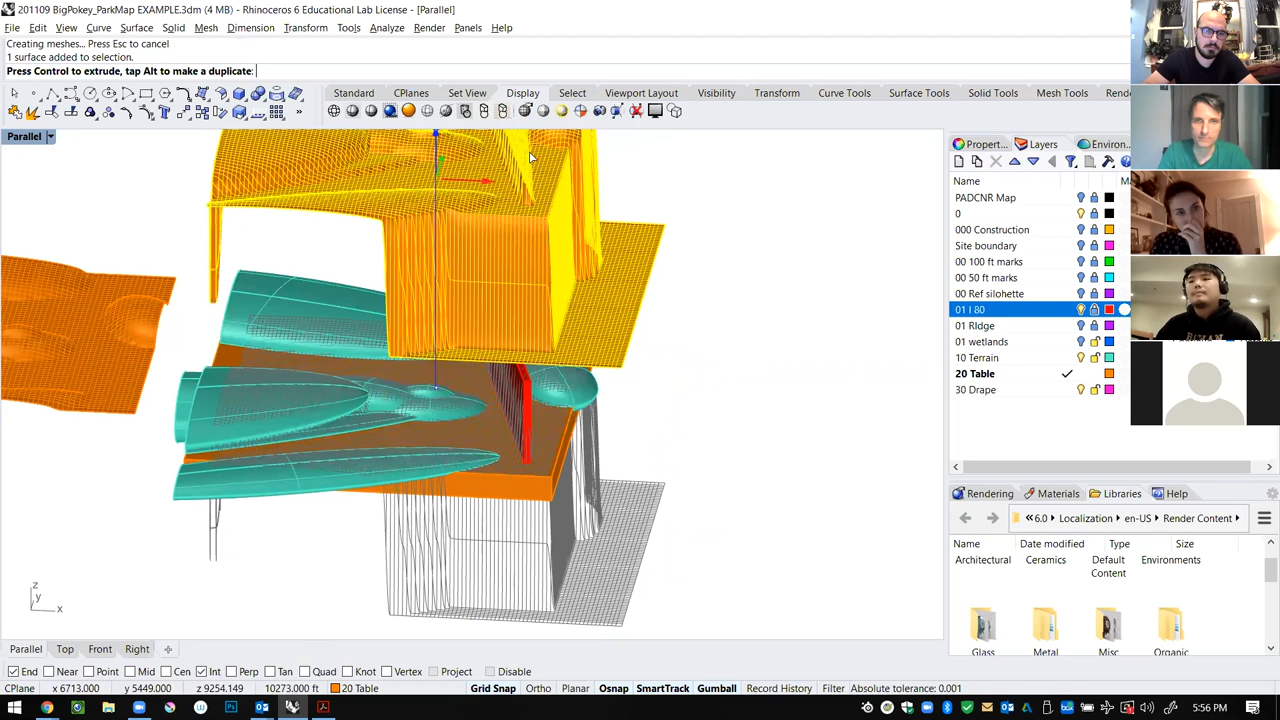 201109 BigPokey_ParkMap EXAMPLE.3dm (4 MB) - Rhinoceros 6 Educational Lab License - [Parallel]
File Edit View Curve Surface Solid Mesh Dimension Transform Tools Analyze Render Panels Help
Creating meshes... Press Esc to cancel
1 surface added to selection.
Press Control to extrude, tap Alt to make a duplicate:
Standard CPlanes Set View Display Select Viewport Layout Visibility Transform Curve Tools Surface Tools Solid Tools Mesh Tools
Parallel
Layers
Name
PADCNR Map
0
000 Construction
Site boundary
00 100 ft marks
00 50 ft marks
00 Ref silohette
01 I 80
01 RIdge
01 wetlands
10 Terrain
20 Table
30 Drape
Rendering Materials Libraries Help
6.0 Localization en-US Render Content
Name Date modified Type Size
Architectural Ceramics Default Content Environments
Glass Metal Misc Organic
z
y
x
Parallel Top Front Right
End Near Point Mid Cen Int Perp Tan Quad Knot Vertex Project Disable
CPlane x 6713.000 y 5449.000 z 9254.149 10273.000 ft 20 Table Grid Snap Ortho Planar Osnap SmartTrack Gumball Record History Filter Absolute tolerance: 0.001
5:56 PM